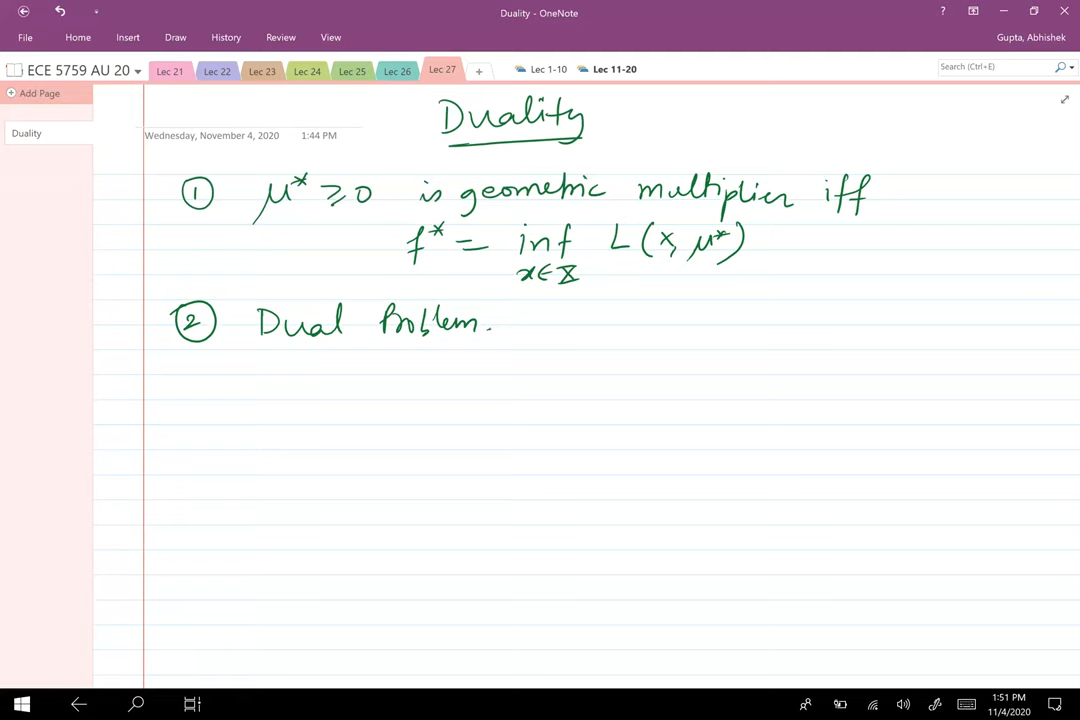 Duality - OneNote
?
File Home Insert Draw History Review View
Gupta, Abhishek
ECE 5759 AU 20
Lec 21 Lec 22 Lec 23 Lec 24 Lec 25 Lec 26 Lec 27 + Lec 1-10 Lec 11-20
Search (Ctrl+E)
Add Page
Duality
Duality
Wednesday, November 4, 2020 1:44 PM
① μ* ≥ 0 is geometric multiplier iff
f* = inf L(x, μ*)
x∈X
② Dual Problem.
1:51 PM
11/4/2020